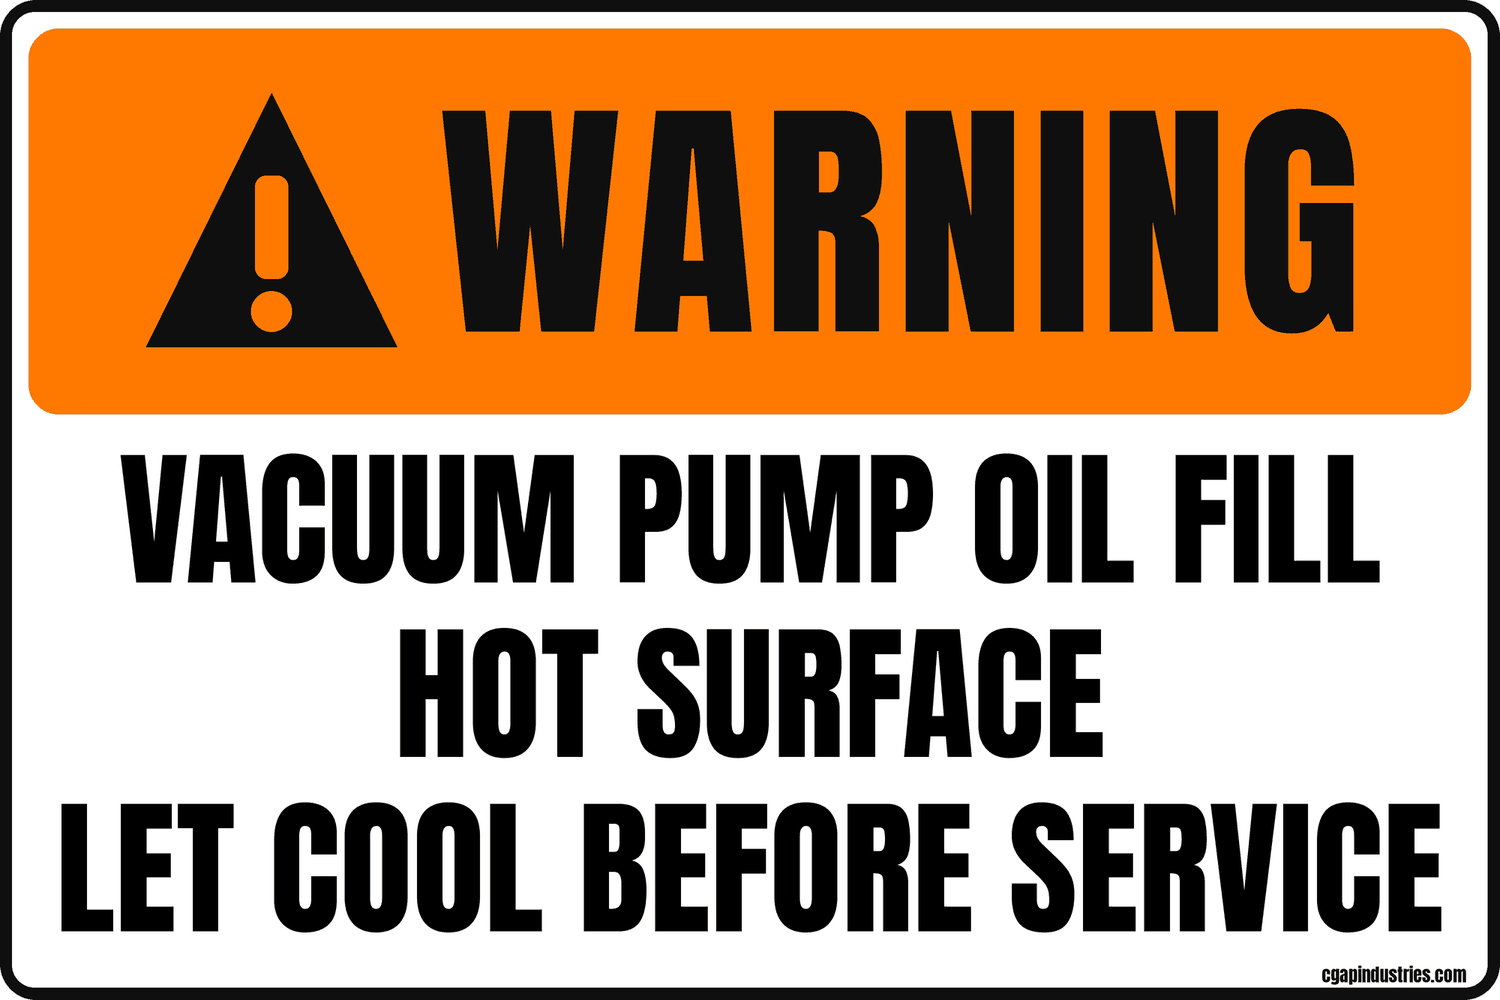 WARNING
VACUUM PUMP OIL FILL
HOT SURFACE
LET COOL BEFORE SERVICE
cgapindustries.com